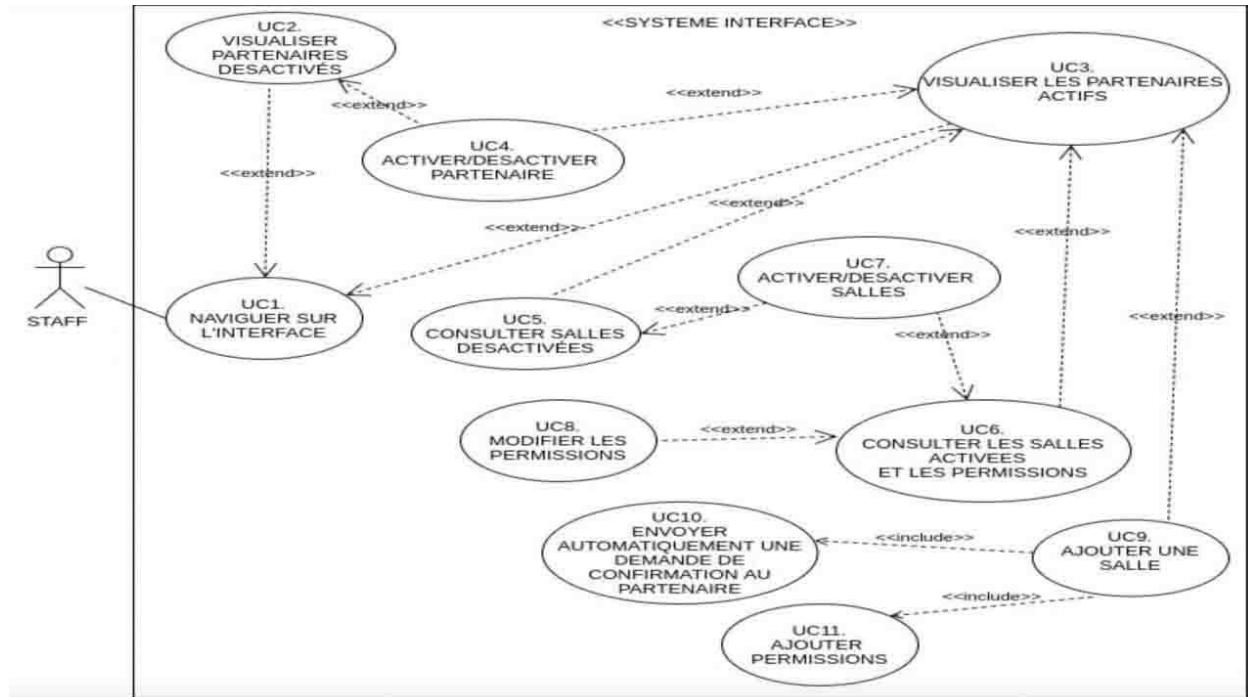 <<SYSTEME INTERFACE>>
UC2.
VISUALISER
PARTENAIRES
DESACTIVÉS
UC3.
VISUALISER LES PARTENAIRES
ACTIFS
<<extend>>
<<extend>>
UC4.
ACTIVER/DESACTIVER
PARTENAIRE
<<extend>>
<<extend>>
<<extend>>
<<extend>>
UC7.
ACTIVER/DESACTIVER
SALLES
STAFF
UC1.
NAVIGUER SUR
L'INTERFACE
UC5.
CONSULTER SALLES
DESACTIVÉES
<<extend>>
<<extend>>
<<extend>>
UC8.
MODIFIER LES
PERMISSIONS
<<extend>>
UC6.
CONSULTER LES SALLES
ACTIVEES
ET LES PERMISSIONS
UC10.
ENVOYER
AUTOMATIQUEMENT UNE
DEMANDE DE
CONFIRMATION AU
PARTENAIRE
<<include>>
UC9.
AJOUTER UNE
SALLE
<<include>>
UC11.
AJOUTER
PERMISSIONS